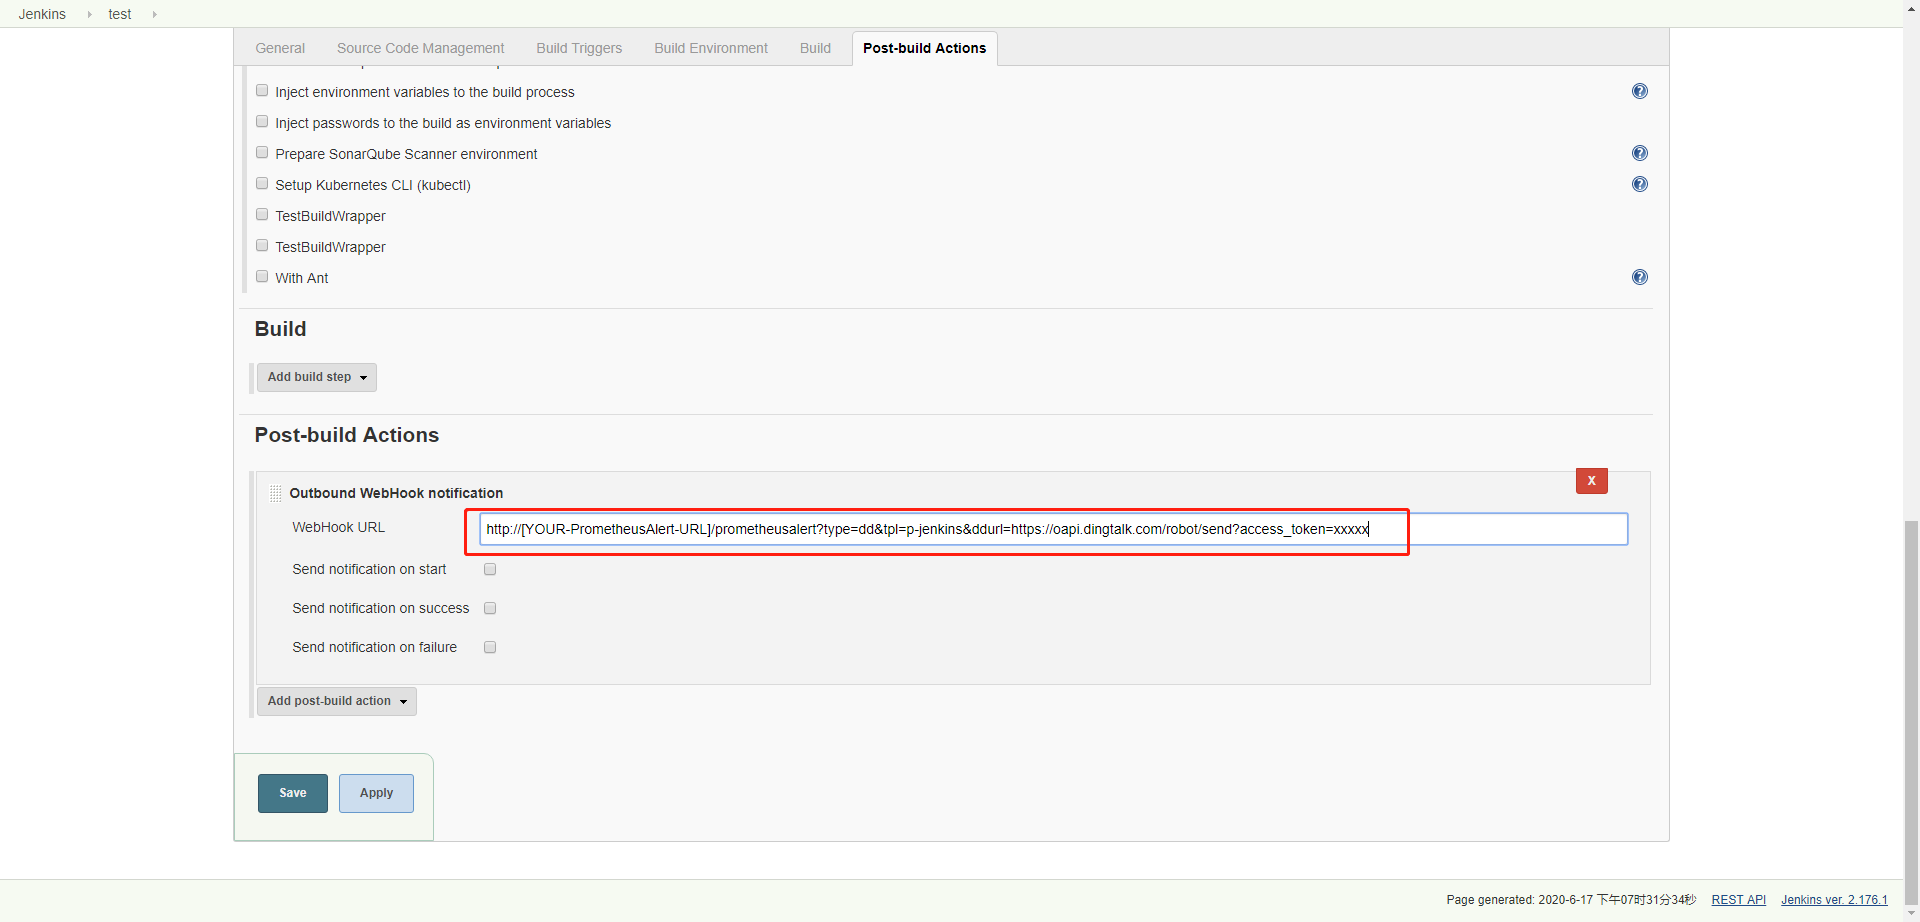 Jenkins test
General Source Code Management Build Triggers Build Environment Build Post-build Actions
Inject environment variables to the build process
Inject passwords to the build as environment variables
Prepare SonarQube Scanner environment
Setup Kubernetes CLI (kubectl)
TestBuildWrapper
TestBuildWrapper
With Ant
Build
Add build step
Post-build Actions
X
Outbound WebHook notification
WebHook URL http://[YOUR-PrometheusAlert-URL]/prometheusalert?type=dd&tpl=p-jenkins&ddurl=https://oapi.dingtalk.com/robot/send?access_token=xxxxx
Send notification on start
Send notification on success
Send notification on failure
Add post-build action
Save Apply
Page generated: 2020-6-17 下午07时31分34秒 REST API Jenkins ver. 2.176.1